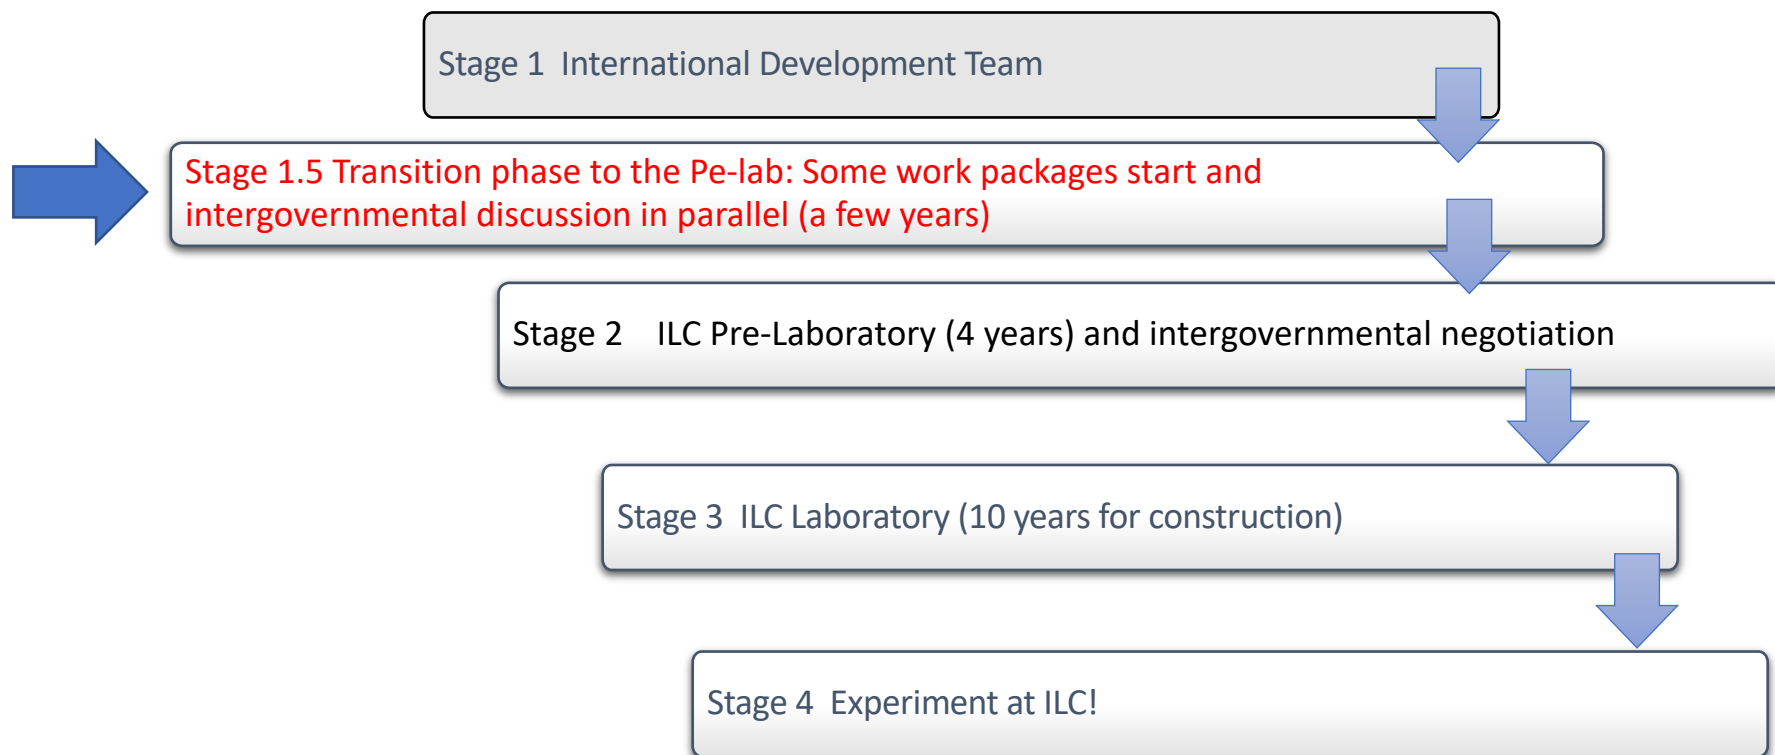 Stage 1  International Development Team
Stage 1.5 Transition phase to the Pe-lab: Some work packages start and
intergovernmental discussion in parallel (a few years)
Stage 2    ILC Pre-Laboratory (4 years) and intergovernmental negotiation
Stage 3  ILC Laboratory (10 years for construction)
Stage 4  Experiment at ILC!